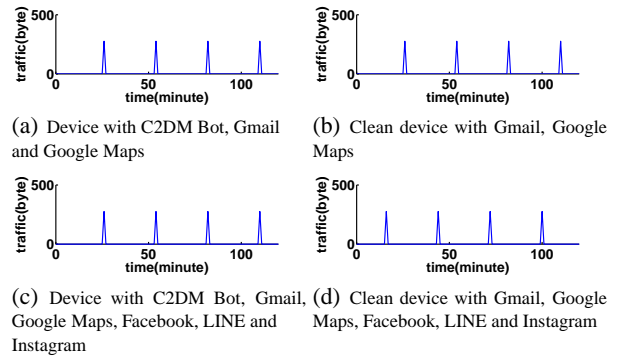 traffic(byte)
500
0
0 50 100
time(minute)
(a) Device with C2DM Bot, Gmail
and Google Maps
traffic(byte)
500
0
0 50 100
time(minute)
(b) Clean device with Gmail, Google
Maps
traffic(byte)
500
0
0 50 100
time(minute)
(c) Device with C2DM Bot, Gmail,
Google Maps, Facebook, LINE and
Instagram
traffic(byte)
500
0
0 50 100
time(minute)
(d) Clean device with Gmail, Google
Maps, Facebook, LINE and Instagram